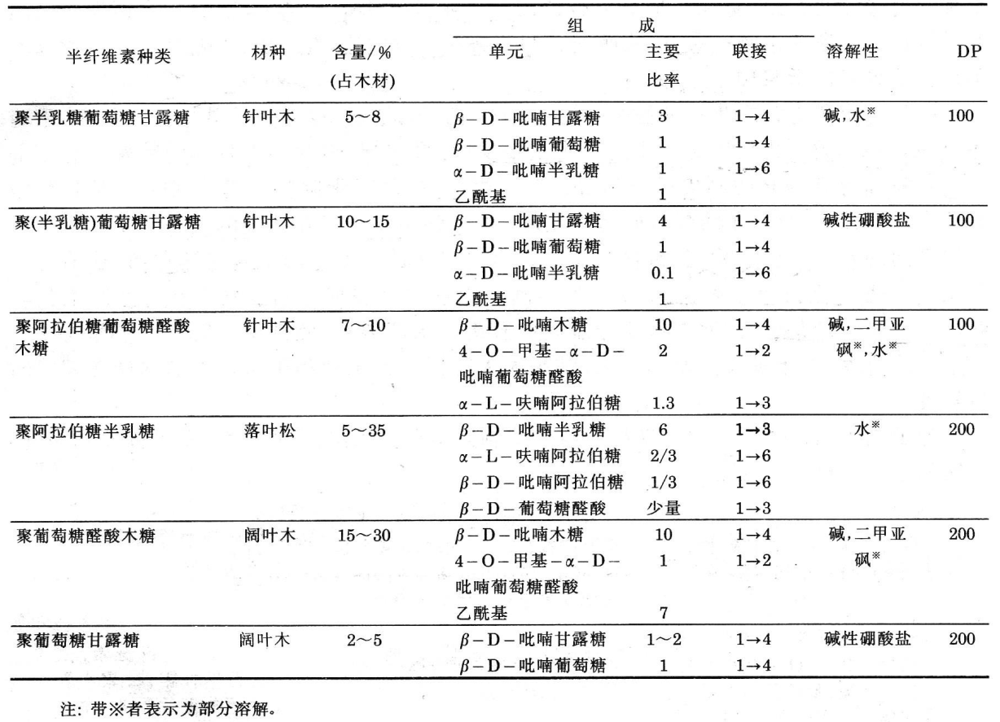 组 成
半纤维素种类 材种 含量/% 单元 主要 联接 溶解性 DP
(占木材) 比率
聚半乳糖葡萄糖甘露糖 针叶木 5~8 β-D-吡喃甘露糖 3 1→4 碱,水※ 100
β-D-吡喃葡萄糖 1 1→4
α-D-吡喃半乳糖 1 1→6
乙酰基 1
聚(半乳糖)葡萄糖甘露糖 针叶木 10~15 β-D-吡喃甘露糖 4 1→4 碱性硼酸盐 100
β-D-吡喃葡萄糖 1 1→4
α-D-吡喃半乳糖 0.1 1→6
乙酰基 1
聚阿拉伯糖葡萄糖醛酸 针叶木 7~10 β-D-吡喃木糖 10 1→4 碱,二甲亚 100
木糖 4-O-甲基-α-D- 2 1→2 砜※,水※
吡喃葡萄糖醛酸
α-L-呋喃阿拉伯糖 1.3 1→3
聚阿拉伯糖半乳糖 落叶松 5~35 β-D-吡喃半乳糖 6 1→3 水※ 200
α-L-呋喃阿拉伯糖 2/3 1→6
β-D-吡喃阿拉伯糖 1/3 1→6
β-D-葡萄糖醛酸 少量 1→3
聚葡萄糖醛酸木糖 阔叶木 15~30 β-D-吡喃木糖 10 1→4 碱,二甲亚 200
4-O-甲基-α-D- 1 1→2 砜※
吡喃葡萄糖醛酸
乙酰基 7
聚葡萄糖甘露糖 阔叶木 2~5 β-D-吡喃甘露糖 1~2 1→4 碱性硼酸盐 200
β-D-吡喃葡萄糖 1 1→4
注: 带※者表示为部分溶解。